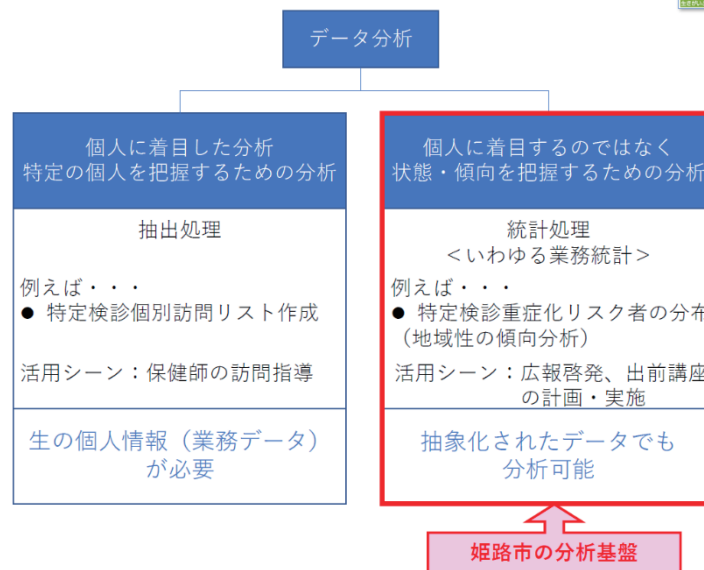 データ分析
個人に着目した分析
特定の個人を把握するための分析
抽出処理
例えば・・・
● 特定検診個別訪問リスト作成
活用シーン：保健師の訪問指導
生の個人情報（業務データ）
が必要
個人に着目するのではなく
状態・傾向を把握するための分析
統計処理
＜いわゆる業務統計＞
例えば・・・
● 特定検診重症化リスク者の分布
（地域性の傾向分析）
活用シーン：広報啓発、出前講座
の計画・実施
抽象化されたデータでも
分析可能
姫路市の分析基盤